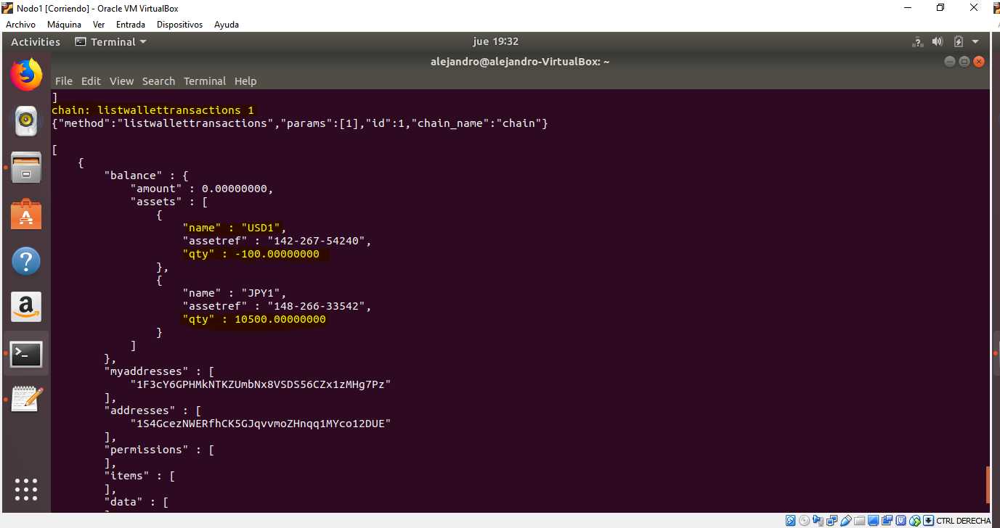 Nodo1 [Corriendo] - Oracle VM VirtualBox
Archivo Máquina Ver Entrada Dispositivos Ayuda
Activities Terminal jue 19:32
alejandro@alejandro-VirtualBox: ~
File Edit View Search Terminal Help
]
chain: listwallettransactions 1
{"method":"listwallettransactions","params":[1],"id":1,"chain_name":"chain"}
[
{
"balance" : {
"amount" : 0.00000000,
"assets" : [
{
"name" : "USD1",
"assetref" : "142-267-54240",
"qty" : -100.00000000
},
{
"name" : "JPY1",
"assetref" : "148-266-33542",
"qty" : 10500.00000000
}
]
},
"myaddresses" : [
"1F3cY6GPHMkNTKZUmbNx8VSDS56CZx1zMHg7Pz"
],
"addresses" : [
"1S4GcezNWERfhCK5GJqvvmoZHnqq1MYco12DUE"
],
"permissions" : [
],
"items" : [
],
"data" : [
CTRL DERECHA